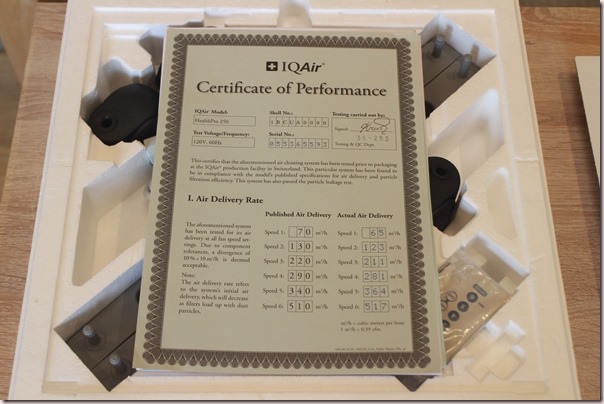 IQAir®
Certificate of Performance
IQAir Model:
HealthPro 250
Shell No.:
1BCUA0000
Testing carried out by:
Signed:
Testing & QC Dept.
Test Voltage/Frequency:
120V, 60Hz
Serial No.:
This certifies that the aforementioned air cleaning system has been tested prior to packaging
at the IQAir® production facility in Switzerland. This particular system has been found to
be in compliance with the model's published specifications for air delivery and particle
filtration efficiency. This system has also passed the particle leakage test.
I. Air Delivery Rate
The aforementioned system
has been tested for its air
delivery at all fan speed set-
tings. Due to component
tolerances, a divergence of
10% ± 10 m³/h is deemed
acceptable.
Note:
The air delivery rate refers
to the system's initial air
delivery, which will decrease
as filters load up with dust
particles.
Published Air Delivery
Speed 1: 70 m³/h
Speed 2: 130 m³/h
Speed 3: 220 m³/h
Speed 4: 290 m³/h
Speed 5: 340 m³/h
Speed 6: 510 m³/h
Actual Air Delivery
Speed 1: 65 m³/h
Speed 2: 123 m³/h
Speed 3: 211 m³/h
Speed 4: 281 m³/h
Speed 5: 364 m³/h
Speed 6: 517 m³/h
m³/h = cubic meters per hour
1 m³/h = 0.59 cfm